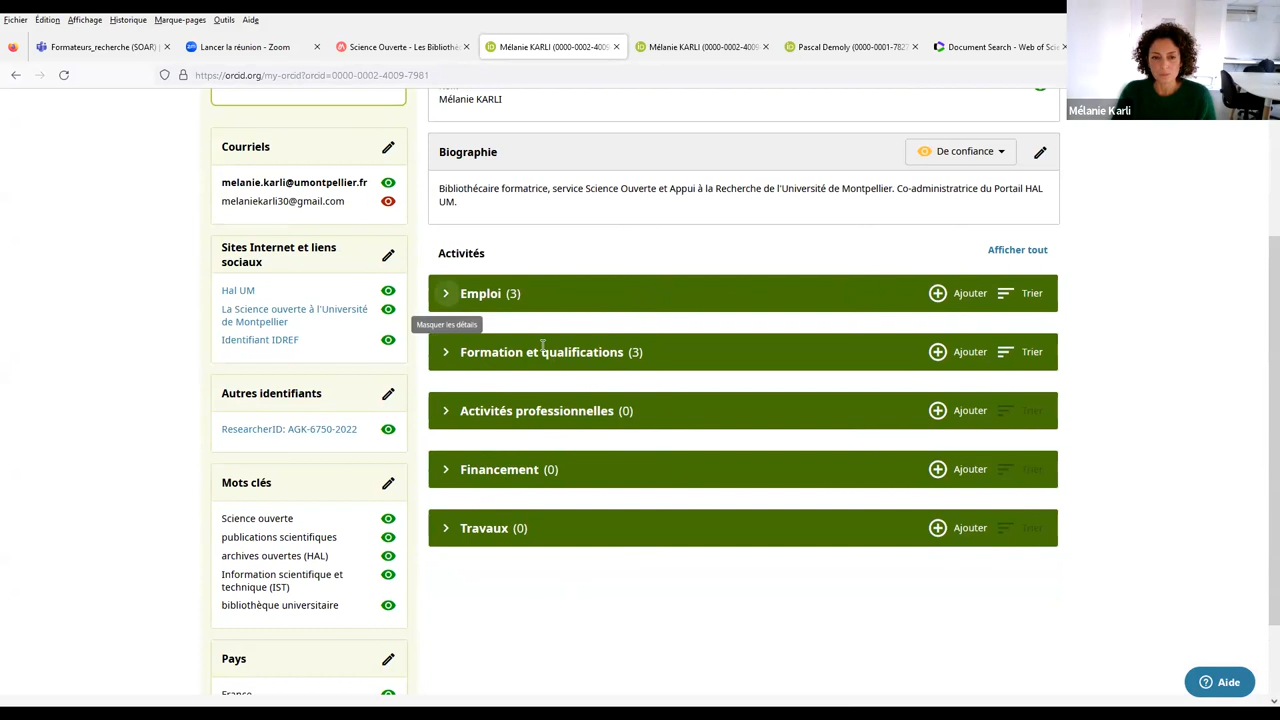 Fichier Édition Affichage Historique Marque-pages Outils Aide
Formateurs_recherche (SOAR)
Lancer la réunion - Zoom
Science Ouverte - Les Bibliothè
Mélanie KARLI (0000-0002-4009
Mélanie KARLI (0000-0002-4009
Pascal Demoly (0000-0001-7827
Document Search - Web of Scie
https://orcid.org/my-orcid?orcid=0000-0002-4009-7981
Mélanie Karli
Mélanie KARLI
Courriels
melanie.karli@umontpellier.fr
melaniekarli30@gmail.com
Sites Internet et liens
sociaux
Hal UM
La Science ouverte à l'Université
de Montpellier
Identifiant IDREF
Autres identifiants
ResearcherID: AGK-6750-2022
Mots clés
Science ouverte
publications scientifiques
archives ouvertes (HAL)
Information scientifique et
technique (IST)
bibliothèque universitaire
Pays
France
Biographie
De confiance
Bibliothécaire formatrice, service Science Ouverte et Appui à la Recherche de l'Université de Montpellier. Co-administratrice du Portail HAL
UM.
Activités
Afficher tout
Emploi (3) Ajouter Trier
Masquer les détails
Formation et qualifications (3) Ajouter Trier
Activités professionnelles (0) Ajouter Trier
Financement (0) Ajouter Trier
Travaux (0) Ajouter Trier
Aide